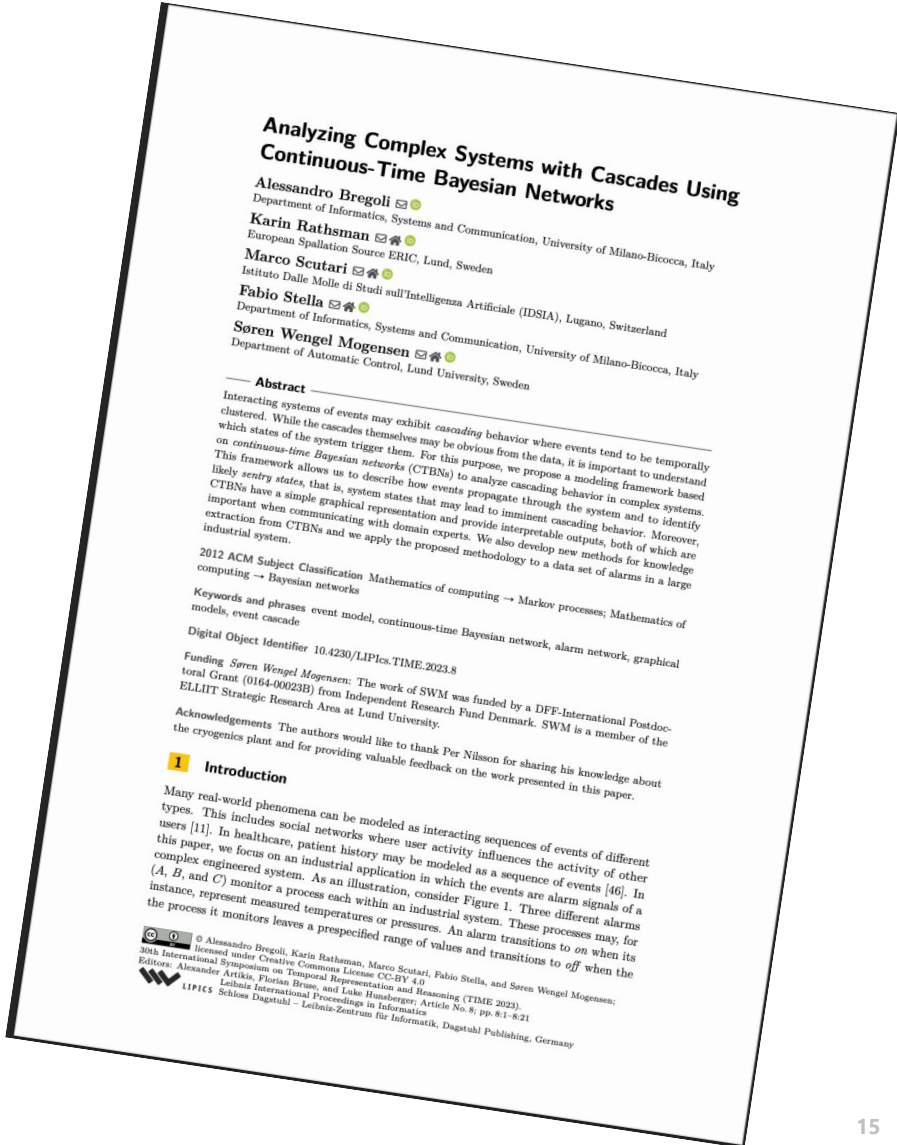 Analyzing Complex Systems with Cascades Using
Continuous-Time Bayesian Networks
Alessandro Bregoli
Department of Informatics, Systems and Communication, University of Milano-Bicocca, Italy
Karin Rathsman
European Spallation Source ERIC, Lund, Sweden
Marco Scutari
Istituto Dalle Molle di Studi sull'Intelligenza Artificiale (IDSIA), Lugano, Switzerland
Fabio Stella
Department of Informatics, Systems and Communication, University of Milano-Bicocca, Italy
Søren Wengel Mogensen
Department of Automatic Control, Lund University, Sweden
Abstract
Interacting systems of events may exhibit cascading behavior where events tend to be temporally
clustered. While the cascades themselves may be obvious from the data, it is important to understand
which states of the system trigger them. For this purpose, we propose a modeling framework based
on continuous-time Bayesian networks (CTBNs) to analyze cascading behavior in complex systems.
This framework allows us to describe how events propagate through the system and to identify
likely sentry states, that is, system states that may lead to imminent cascading behavior. Moreover,
CTBNs have a simple graphical representation and provide interpretable outputs, both of which are
important when communicating with domain experts. We also develop new methods for knowledge
extraction from CTBNs and we apply the proposed methodology to a data set of alarms in a large
industrial system.
2012 ACM Subject Classification Mathematics of computing → Markov processes; Mathematics of
computing → Bayesian networks
Keywords and phrases event model, continuous-time Bayesian network, alarm network, graphical
models, event cascade
Digital Object Identifier 10.4230/LIPIcs.TIME.2023.8
Funding Søren Wengel Mogensen: The work of SWM was funded by a DFF-International Postdoc-
toral Grant (0164-00023B) from Independent Research Fund Denmark. SWM is a member of the
ELLIIT Strategic Research Area at Lund University.
Acknowledgements The authors would like to thank Per Nilsson for sharing his knowledge about
the cryogenics plant and for providing valuable feedback on the work presented in this paper.
1 Introduction
Many real-world phenomena can be modeled as interacting sequences of events of different
types. This includes social networks where user activity influences the activity of other
users [11]. In healthcare, patient history may be modeled as a sequence of events [46]. In
this paper, we focus on an industrial application in which the events are alarm signals of a
complex engineered system. As an illustration, consider Figure 1. Three different alarms
(A, B, and C) monitor a process each within an industrial system. These processes may, for
instance, represent measured temperatures or pressures. An alarm transitions to on when its
the process it monitors leaves a prespecified range of values and transitions to off when the
© Alessandro Bregoli, Karin Rathsman, Marco Scutari, Fabio Stella, and Søren Wengel Mogensen;
licensed under Creative Commons License CC-BY 4.0
30th International Symposium on Temporal Representation and Reasoning (TIME 2023).
Editors: Alexander Artikis, Florian Bruse, and Luke Hunsberger; Article No. 8; pp. 8:1–8:21
Leibniz International Proceedings in Informatics
LIPICS Schloss Dagstuhl – Leibniz-Zentrum für Informatik, Dagstuhl Publishing, Germany
15